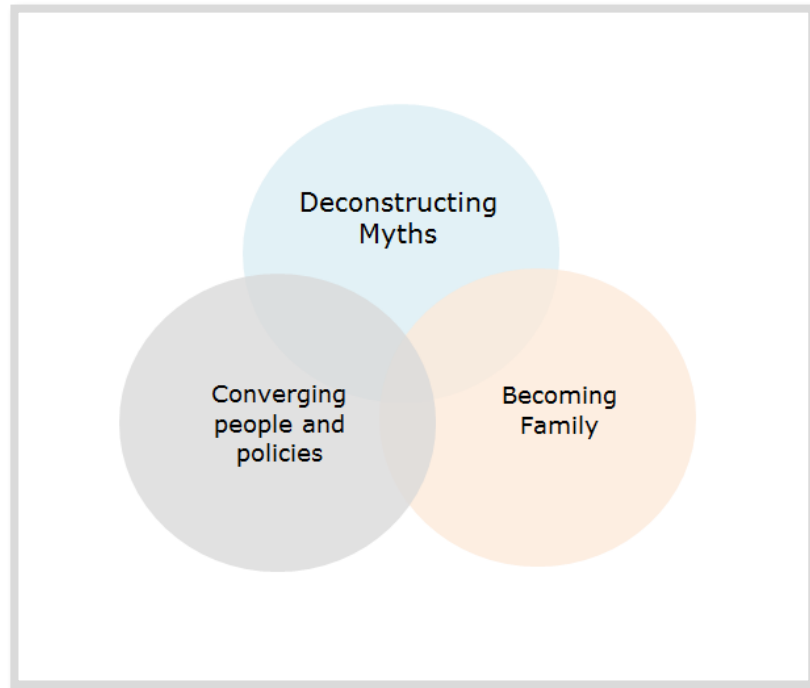 Deconstructing
Myths
Converging
people and
policies
Becoming
Family